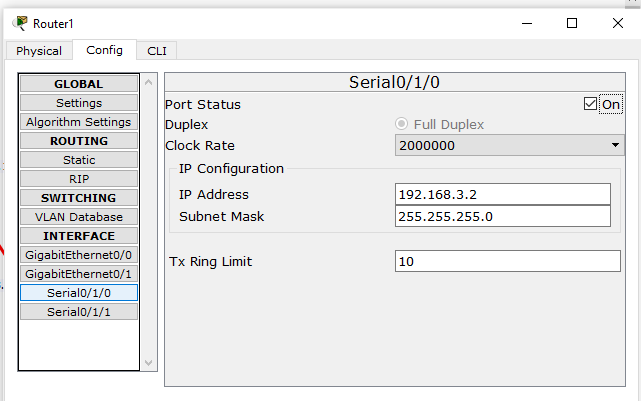 Router1
Physical Config CLI
GLOBAL
Settings
Algorithm Settings
ROUTING
Static
RIP
SWITCHING
VLAN Database
INTERFACE
GigabitEthernet0/0
GigabitEthernet0/1
Serial0/1/0
Serial0/1/1
Serial0/1/0
Port Status On
Duplex Full Duplex
Clock Rate 2000000
IP Configuration
IP Address 192.168.3.2
Subnet Mask 255.255.255.0
Tx Ring Limit 10